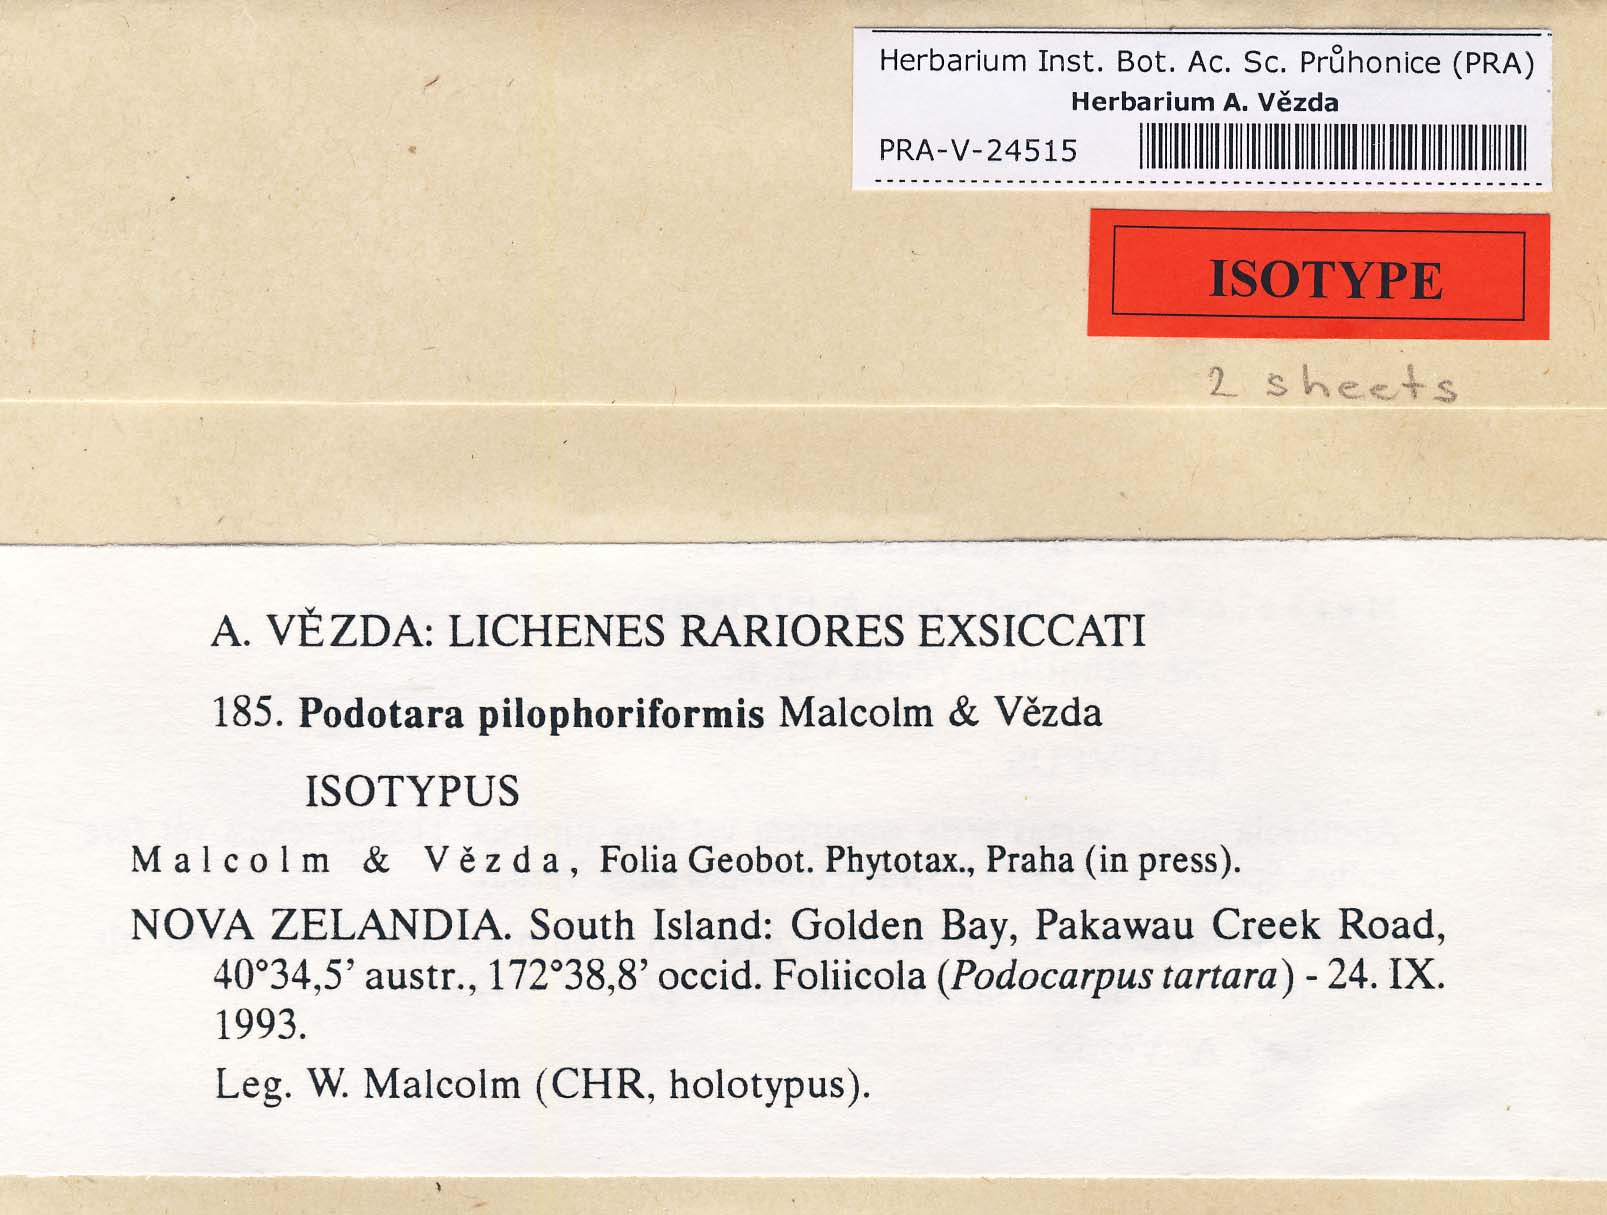 Herbarium Inst. Bot. Ac. Sc. Průhonice (PRA)
Herbarium A. Vězda
PRA-V-24515
ISOTYPE
2 sheets
A. VĚZDA: LICHENES RARIORES EXSICCATI
185. Podotara pilophoriformis Malcolm & Vězda
ISOTYPUS
Malcolm & Vězda, Folia Geobot. Phytotax., Praha (in press).
NOVA ZELANDIA. South Island: Golden Bay, Pakawau Creek Road,
40°34,5’ austr., 172°38,8’ occid. Foliicola (Podocarpus tartara) - 24. IX.
1993.
Leg. W. Malcolm (CHR, holotypus).